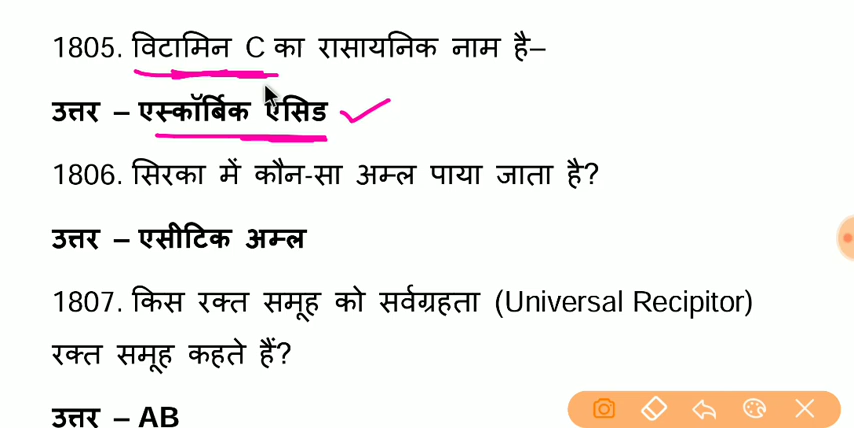 1805. विटामिन C का रासायनिक नाम है–
उत्तर – एस्कॉर्बिक एसिड
1806. सिरका में कौन-सा अम्ल पाया जाता है?
उत्तर – एसीटिक अम्ल
1807. किस रक्त समूह को सर्वग्रहता (Universal Recipitor)
रक्त समूह कहते हैं?
उत्तर – AB